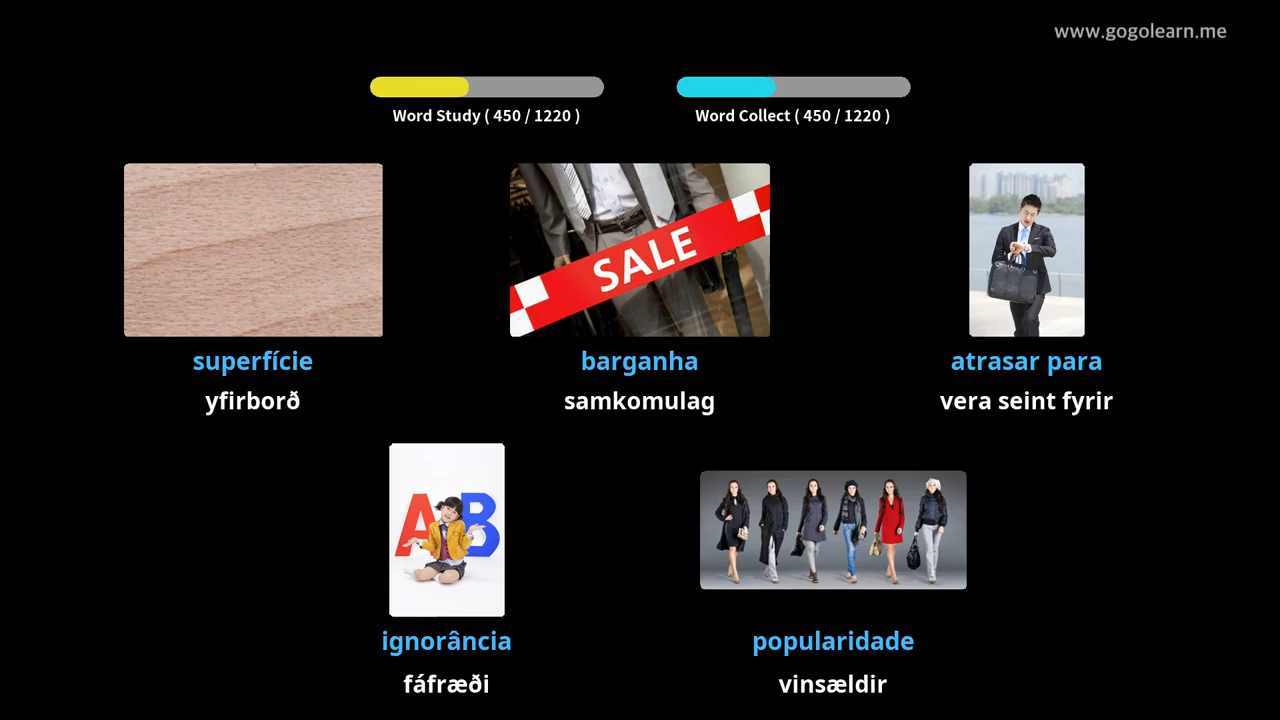 www.gogolearn.me
Word Study ( 450 / 1220 )
Word Collect ( 450 / 1220 )
SALE
superfície
barganha
atrasar para
yfirborð
samkomulag
vera seint fyrir
A B
ignorância
popularidade
fáfræði
vinsældir